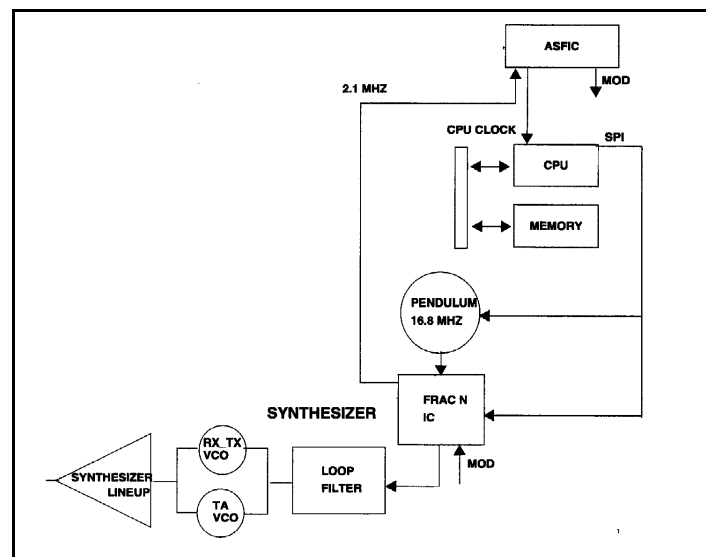 ASFIC
MOD
2.1 MHZ
CPU CLOCK
SPI
CPU
MEMORY
PENDULUM
16.8 MHZ
FRAC N
IC
SYNTHESIZER
RX_TX
VCO
LOOP
FILTER
MOD
SYNTHESIZER
LINEUP
TA
VCO
1